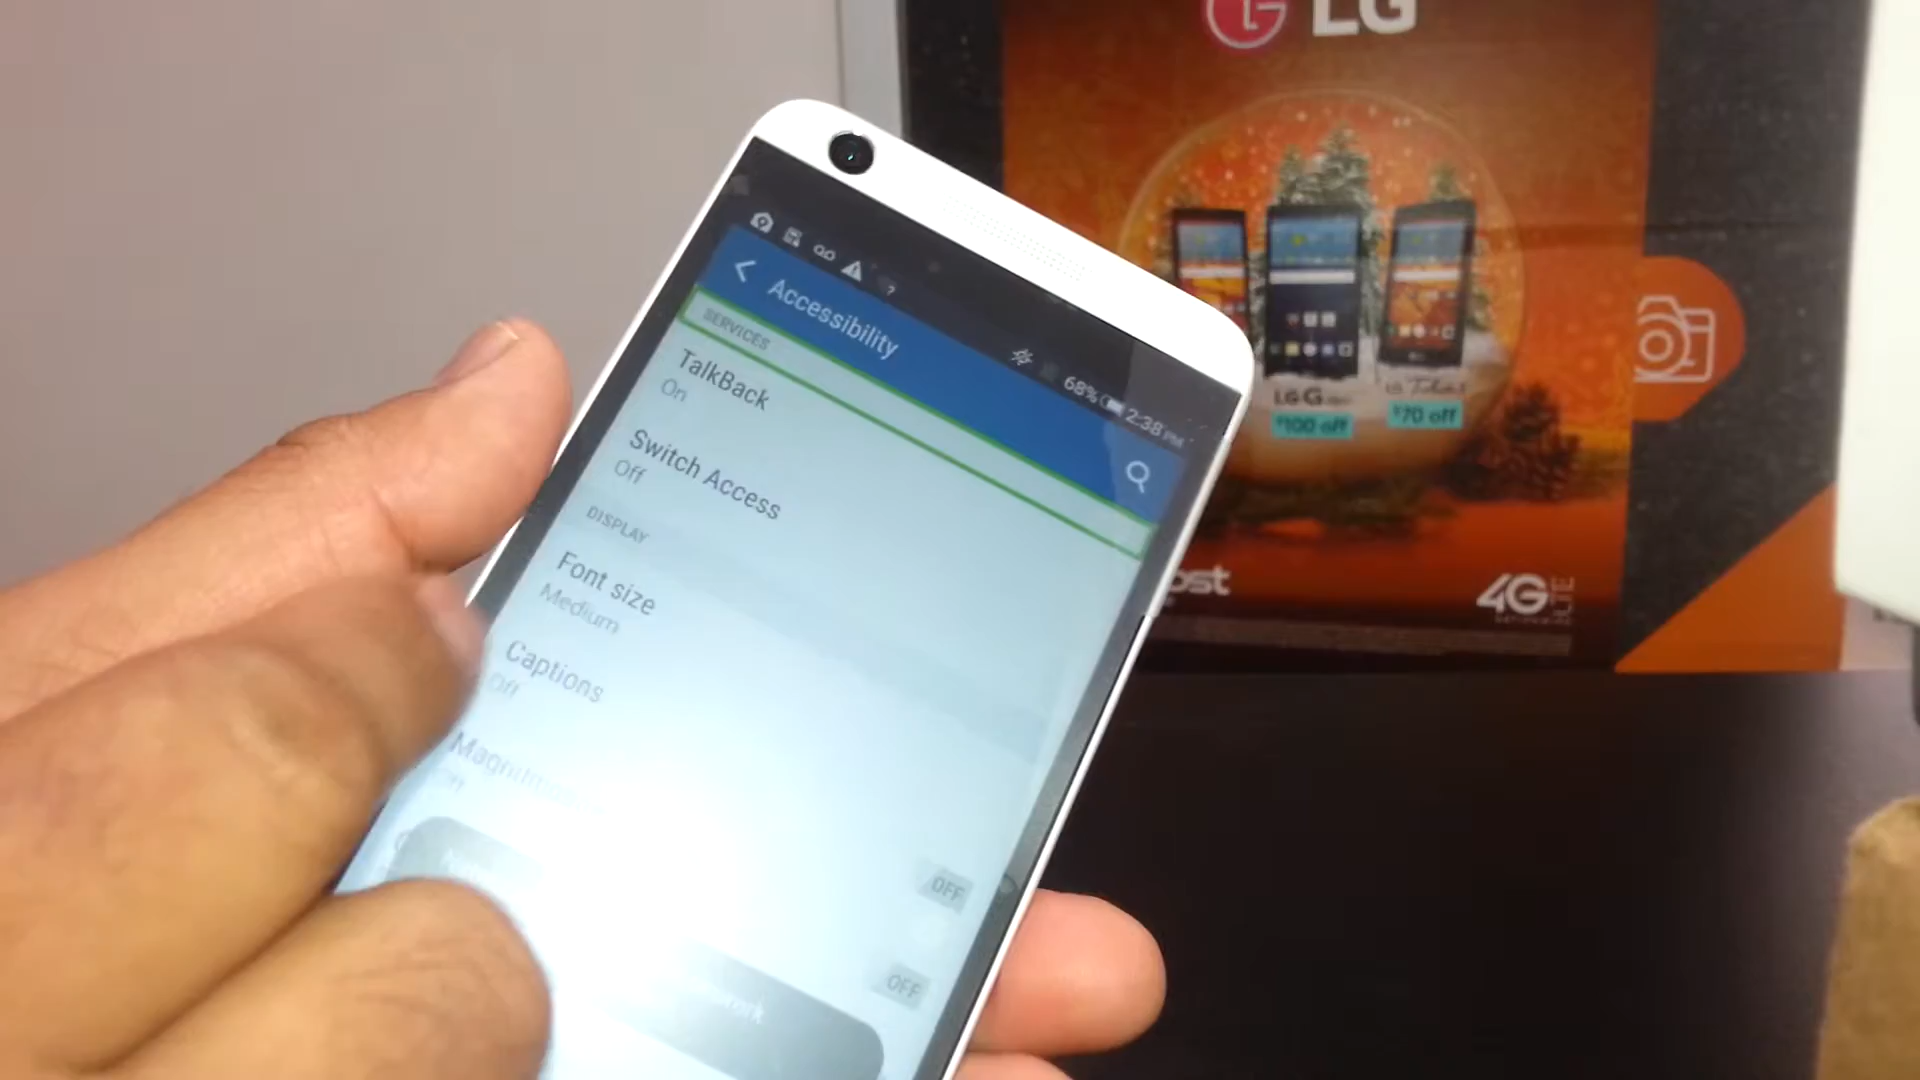 LG
?
68% 2:38 PM
Accessibility
SERVICES
TalkBack
On
Switch Access
Off
DISPLAY
Font size
Medium
Captions
Off
Off
OFF
OFF
LG G
$100 off
$70 off
4G LTE